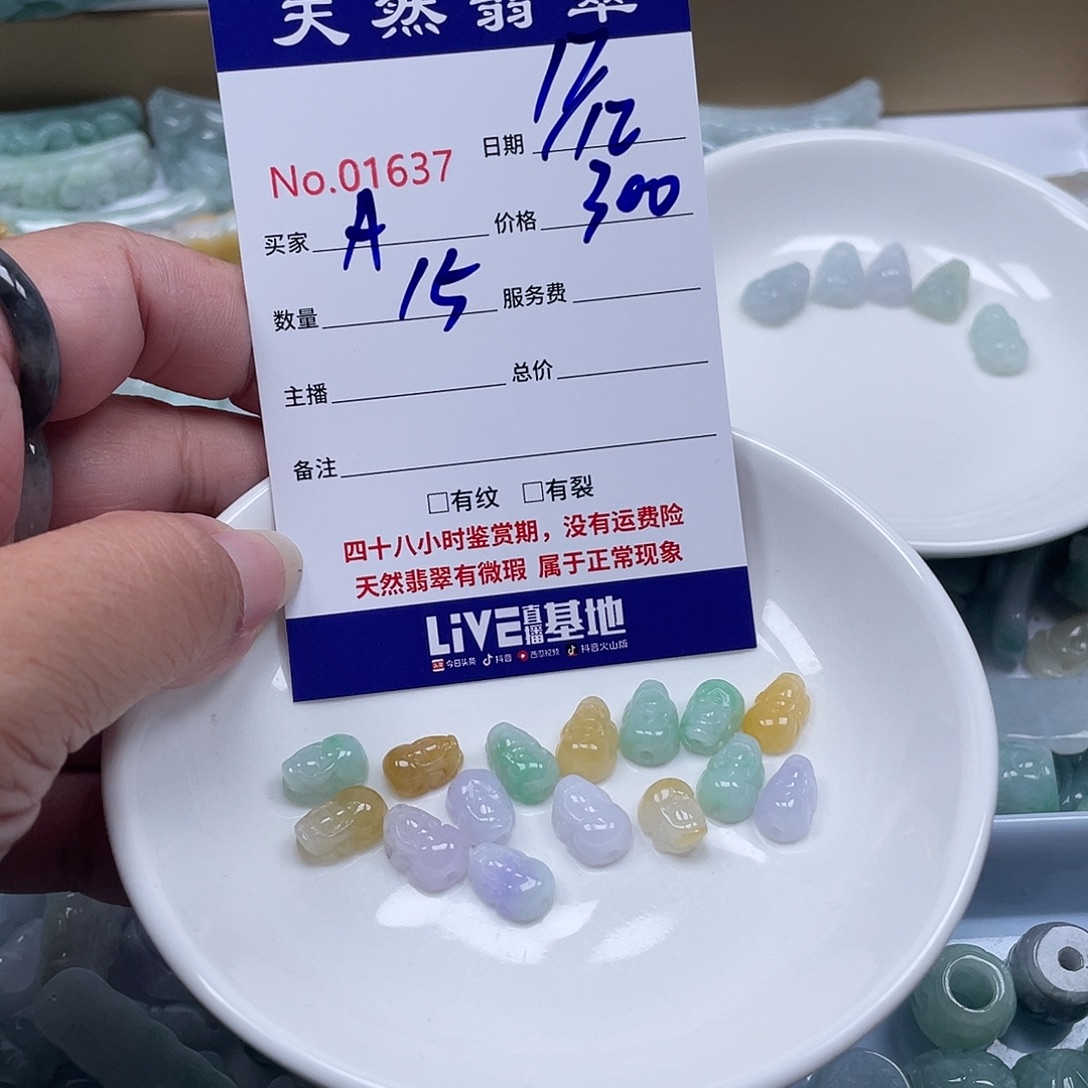 天然翡翠
日期 17/12
No.01637
买家 A 价格 300
数量 15 服务费
主播 总价
备注
□有纹 □有裂
四十八小时鉴赏期，没有运费险
天然翡翠有微瑕 属于正常现象
LiVE直播基地
头条 今日头条 抖音 西瓜视频 抖音火山版